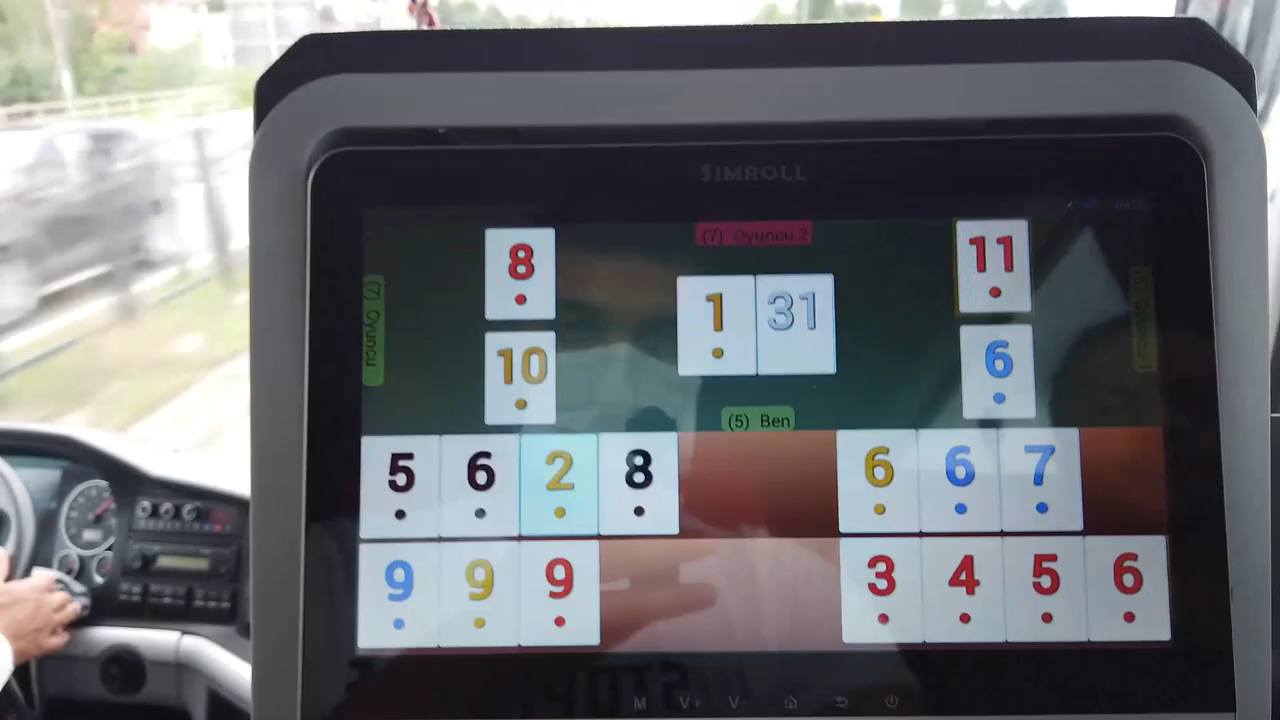 SIMROLL
(7) Oyuncu 2
8
11
1 31
10
6
(7) Oyuncu
(5) Ben
5 6 2 8
6 6 7
9 9 9
3 4 5 6
M V+ V-